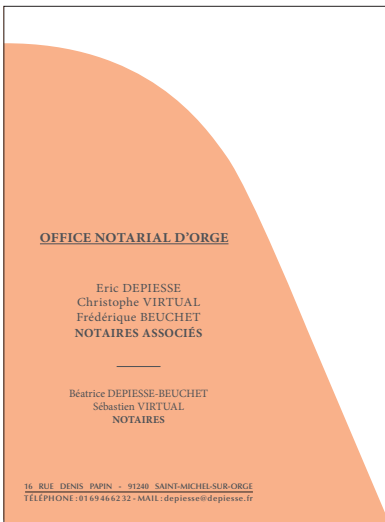 OFFICE NOTARIAL D’ORGE
Eric DEPIESSE
Christophe VIRTUAL
Frédérique BEUCHET
NOTAIRES ASSOCIÉS
Béatrice DEPIESSE-BEUCHET
Sébastien VIRTUAL
NOTAIRES
16 RUE DENIS PAPIN - 91240 SAINT-MICHEL-SUR-ORGE
TÉLÉPHONE : 01 69 46 62 32 - MAIL : depiesse@depiesse.fr